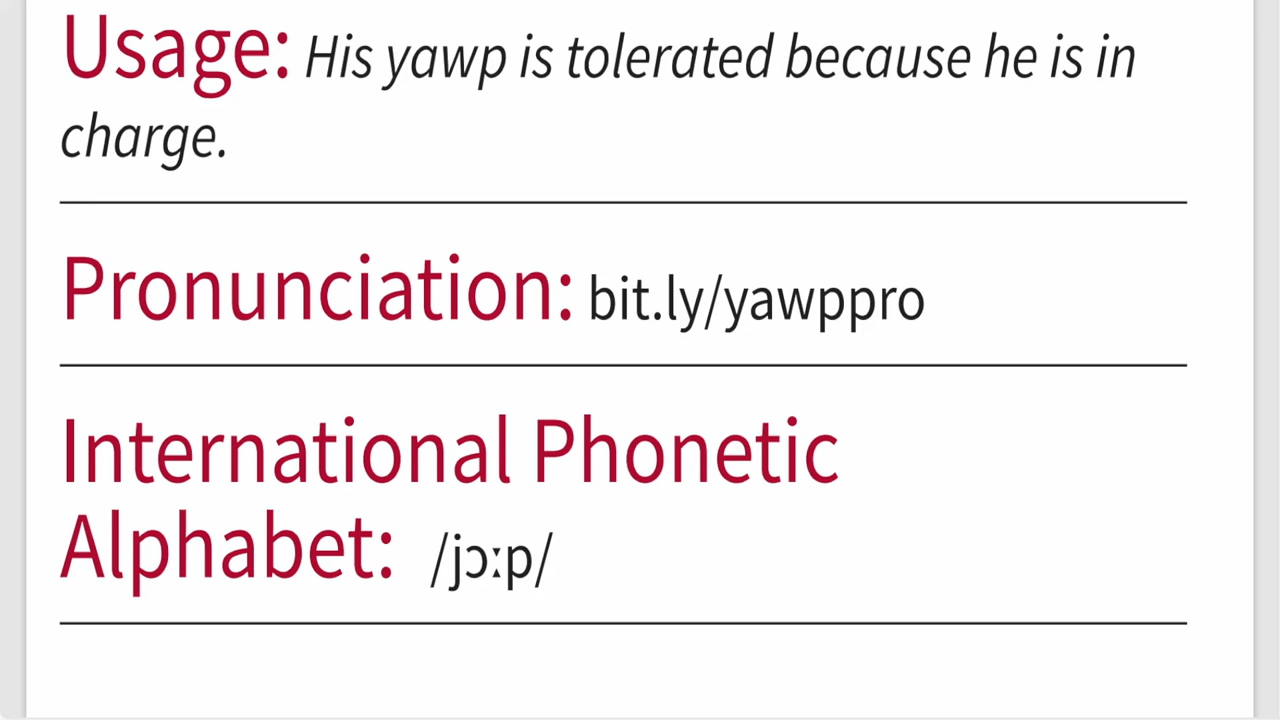 Usage: His yawp is tolerated because he is in
charge.
Pronunciation: bit.ly/yawppro
International Phonetic
Alphabet: /jɔːp/